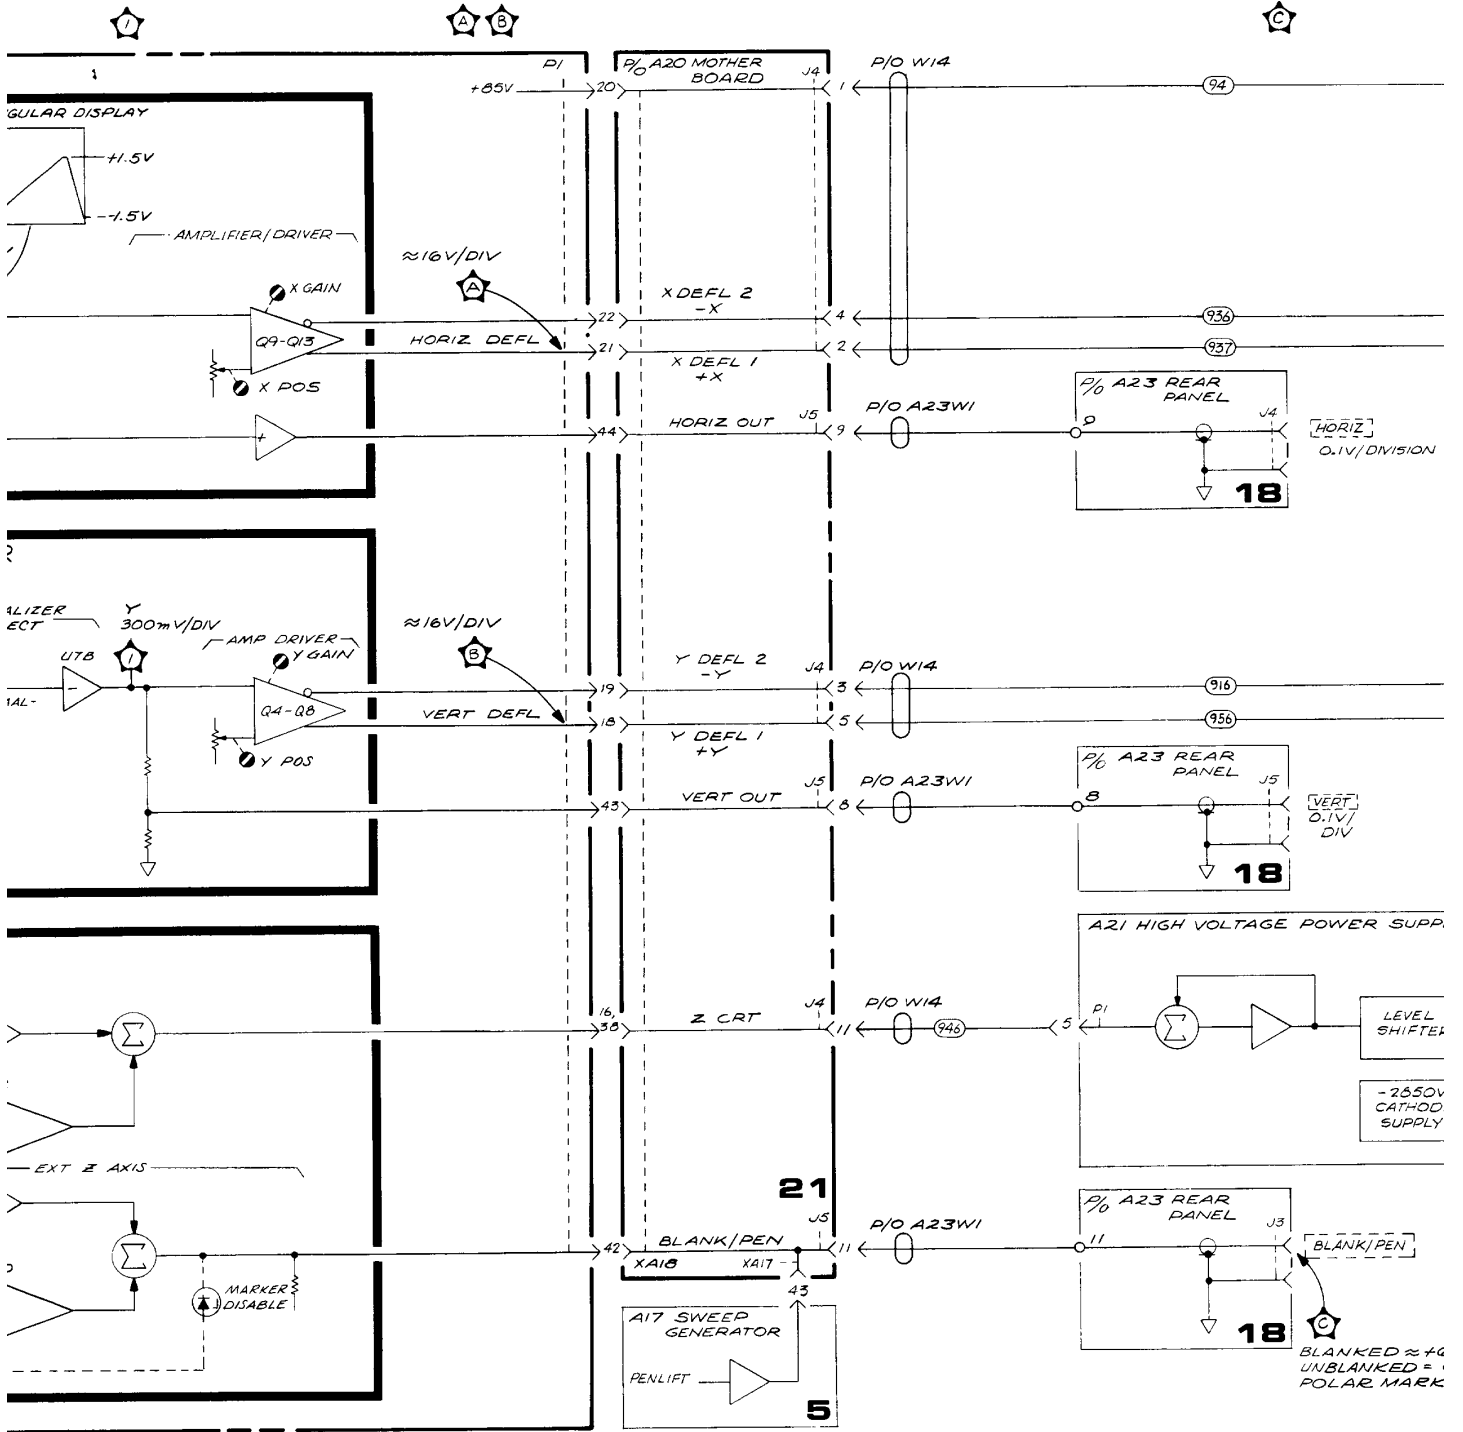 1
A B
C
1
P1
P/O A20 MOTHER
BOARD
J4
P/O W14
+85V
20
1
94
GULAR DISPLAY
+1.5V
-1.5V
AMPLIFIER/DRIVER
≈16V/DIV
A
X GAIN
X DEFL 2
-X
22
4
936
Q9-Q13
HORIZ DEFL
21
2
937
X DEFL 1
+X
X POS
P/O A23 REAR
PANEL
HORIZ OUT
J5
P/O A23W1
J4
44
9
9
HORIZ
0.1V/DIVISION
18
R
ALIZER
ECT
Y
300mV/DIV
≈16V/DIV
AMP DRIVER
Y GAIN
U7B
1
B
Y DEFL 2
-Y
J4
P/O W14
19
3
916
NAL-
Q4-Q8
VERT DEFL
18
5
956
Y DEFL 1
+Y
Y POS
P/O A23 REAR
PANEL
VERT OUT
J5
P/O A23W1
J5
43
8
8
VERT
0.1V/
DIV
18
A21 HIGH VOLTAGE POWER SUPP
16,
38
Z CRT
J4
P/O W14
11
946
5
P1
Σ
Σ
LEVEL
SHIFTER
-2850V
CATHOD
SUPPLY
EXT Z AXIS
21
P/O A23 REAR
PANEL
J5
P/O A23W1
J3
BLANK/PEN
42
11
11
BLANK/PEN
Σ
XA18
XA17
MARKER
DISABLE
43
A17 SWEEP
GENERATOR
C
18
BLANKED ≈ +
UNBLANKED =
POLAR MARK
PENLIFT
5